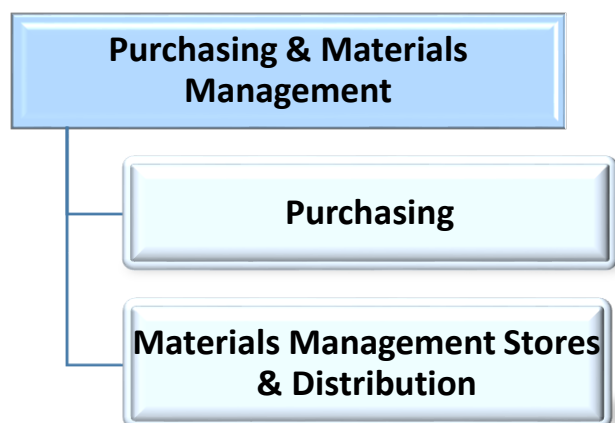 Purchasing & Materials
Management
Purchasing
Materials Management Stores
& Distribution